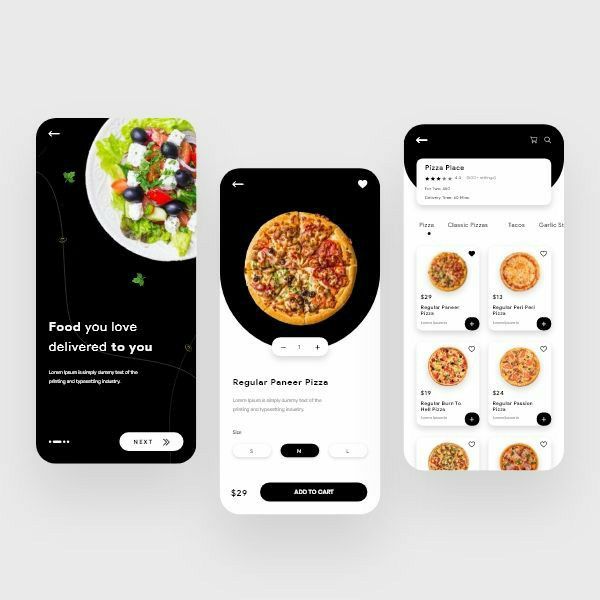 Food you love
delivered to you
Lorem Ipsum is simply dummy text of the
printing and typesetting industry.
NEXT
1
Regular Paneer Pizza
Lorem Ipsum is simply dummy text of the
printing and typesetting industry.
Size
S M L
$29 ADD TO CART
Pizza Place
(500+ ratings)
For Two:
Delivery Time: 60 Mins
Pizza Classic Pizzas Tacos Garlic St
$29
Regular Paneer
Pizza
Lorem Ipsum is
$13
Regular Peri Peri
Pizza
Lorem Ipsum is
$19
Regular Burn To
Hell Pizza
Lorem Ipsum is
$24
Regular Passion
Pizza
Lorem Ipsum is